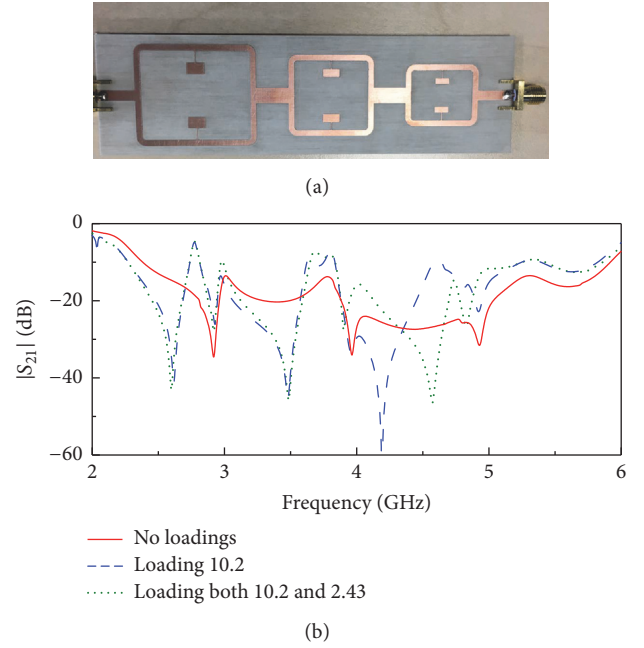 (a)
0
−20
−40
−60
|S21| (dB)
2
3
4
5
6
Frequency (GHz)
No loadings
Loading 10.2
Loading both 10.2 and 2.43
(b)